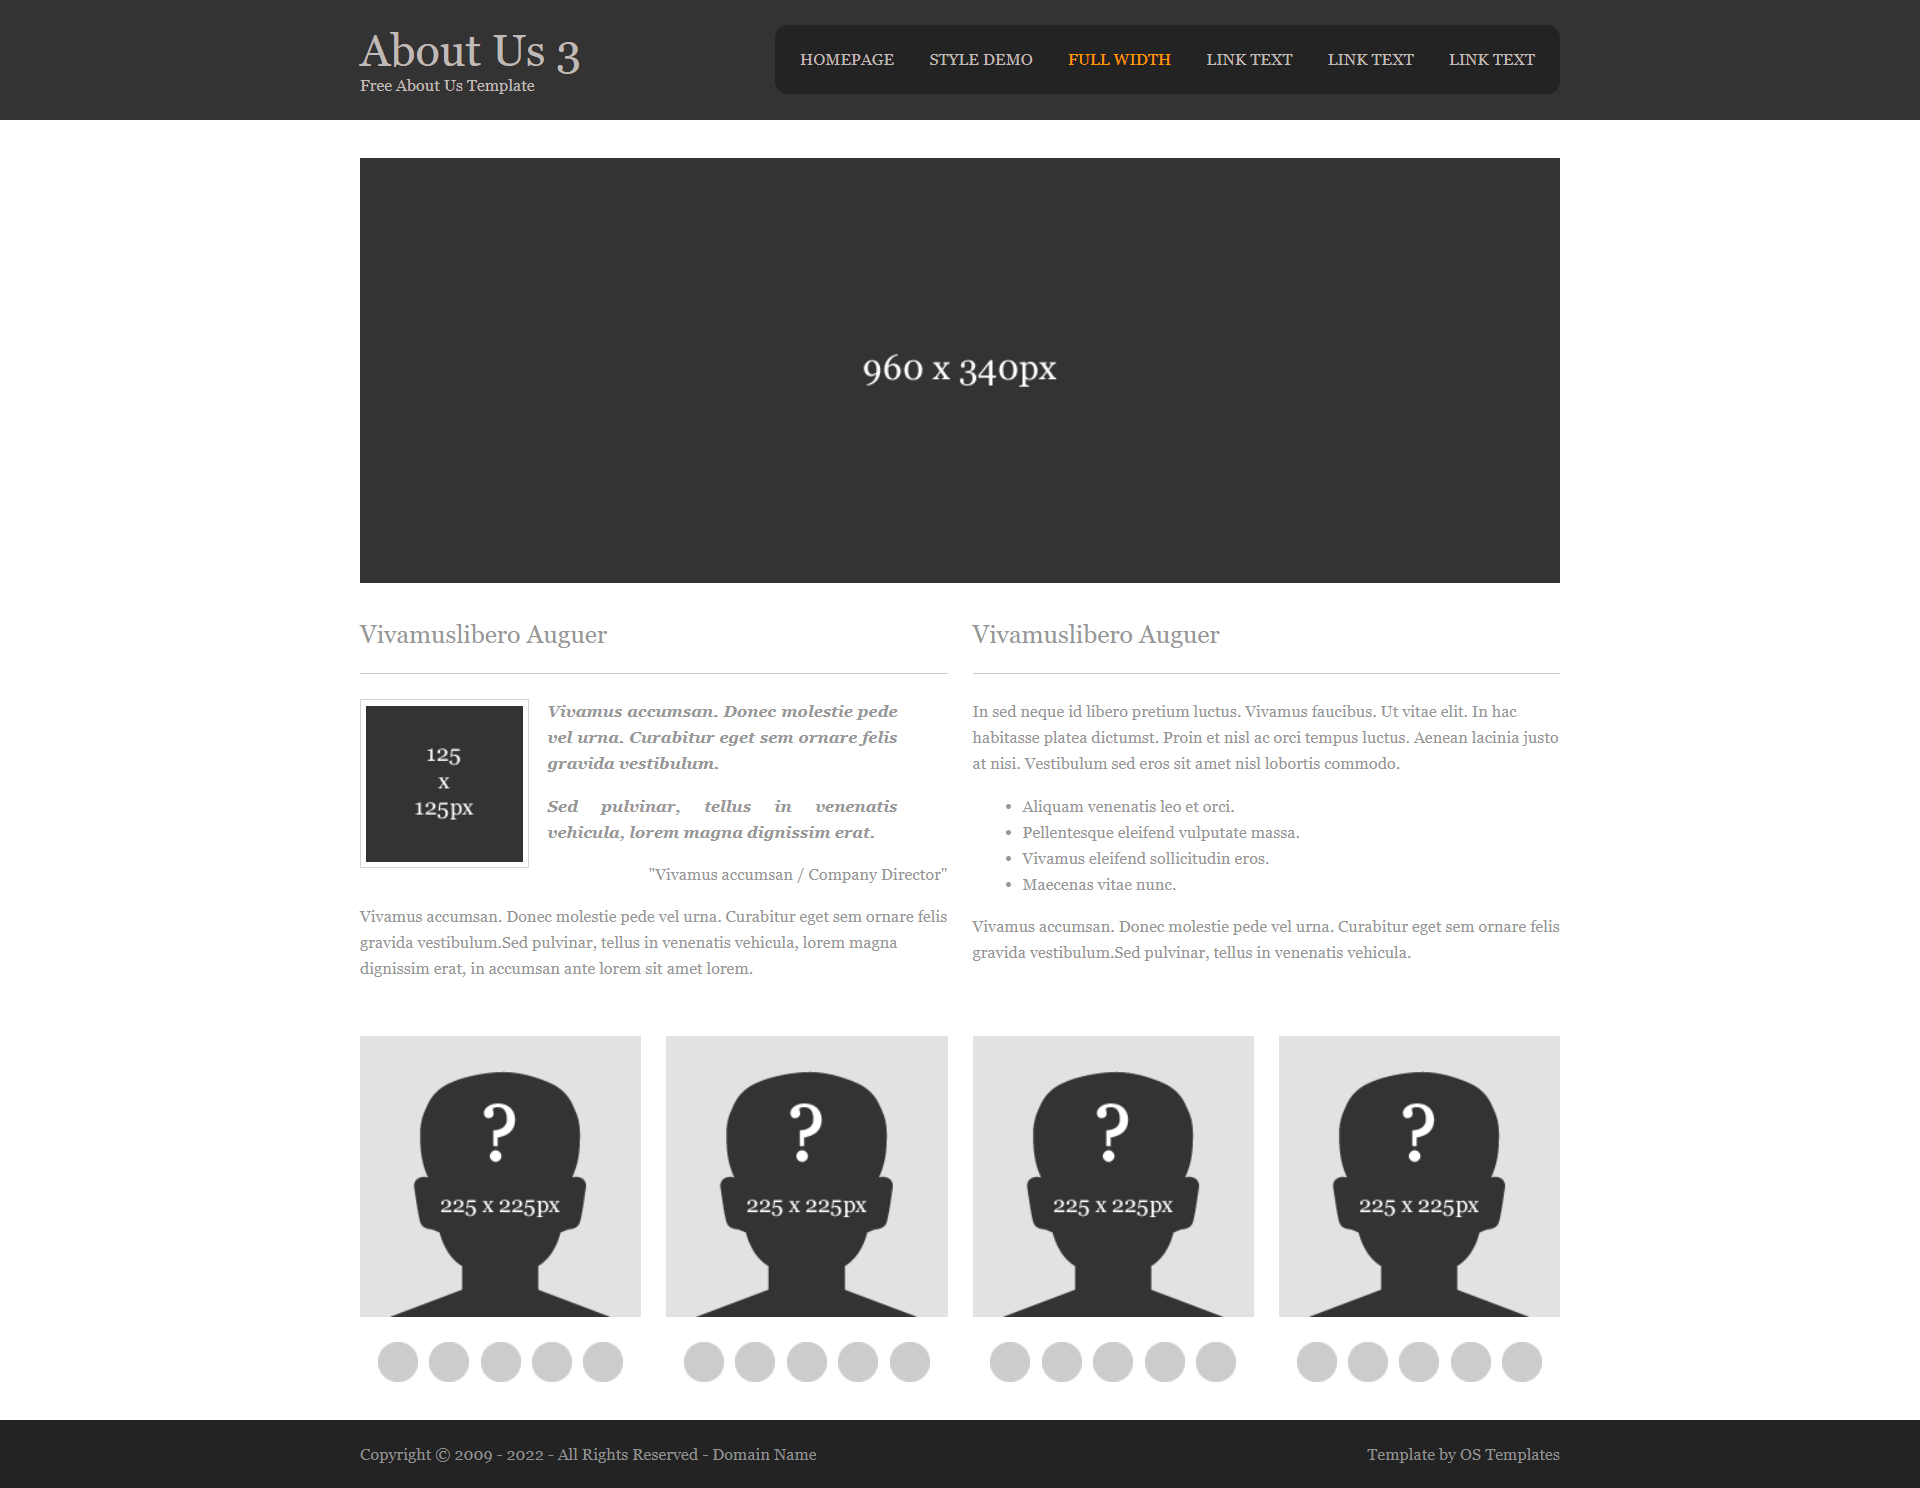 About Us 3
Free About Us Template
HOMEPAGE STYLE DEMO FULL WIDTH LINK TEXT LINK TEXT LINK TEXT
960 x 340px
Vivamuslibero Auguer
125
x
125px
Vivamus accumsan. Donec molestie pede
vel urna. Curabitur eget sem ornare felis
gravida vestibulum.
Sed pulvinar, tellus in venenatis
vehicula, lorem magna dignissim erat.
"Vivamus accumsan / Company Director"
Vivamus accumsan. Donec molestie pede vel urna. Curabitur eget sem ornare felis
gravida vestibulum.Sed pulvinar, tellus in venenatis vehicula, lorem magna
dignissim erat, in accumsan ante lorem sit amet lorem.
Vivamuslibero Auguer
In sed neque id libero pretium luctus. Vivamus faucibus. Ut vitae elit. In hac
habitasse platea dictumst. Proin et nisl ac orci tempus luctus. Aenean lacinia justo
at nisi. Vestibulum sed eros sit amet nisl lobortis commodo.
• Aliquam venenatis leo et orci.
• Pellentesque eleifend vulputate massa.
• Vivamus eleifend sollicitudin eros.
• Maecenas vitae nunc.
Vivamus accumsan. Donec molestie pede vel urna. Curabitur eget sem ornare felis
gravida vestibulum.Sed pulvinar, tellus in venenatis vehicula.
?
225 x 225px
?
225 x 225px
?
225 x 225px
?
225 x 225px
Copyright © 2009 - 2022 - All Rights Reserved - Domain Name
Template by OS Templates